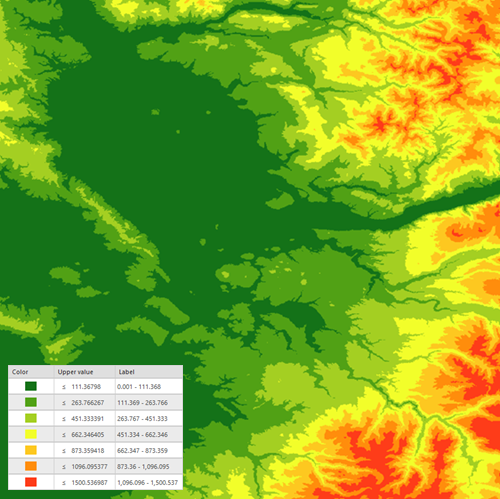 Color Upper value Label
≤ 111.36798 0.001 - 111.368
≤ 263.766267 111.369 - 263.766
≤ 451.333391 263.767 - 451.333
≤ 662.346405 451.334 - 662.346
≤ 873.359418 662.347 - 873.359
≤ 1096.095377 873.36 - 1,096.095
≤ 1500.536987 1,096.096 - 1,500.537